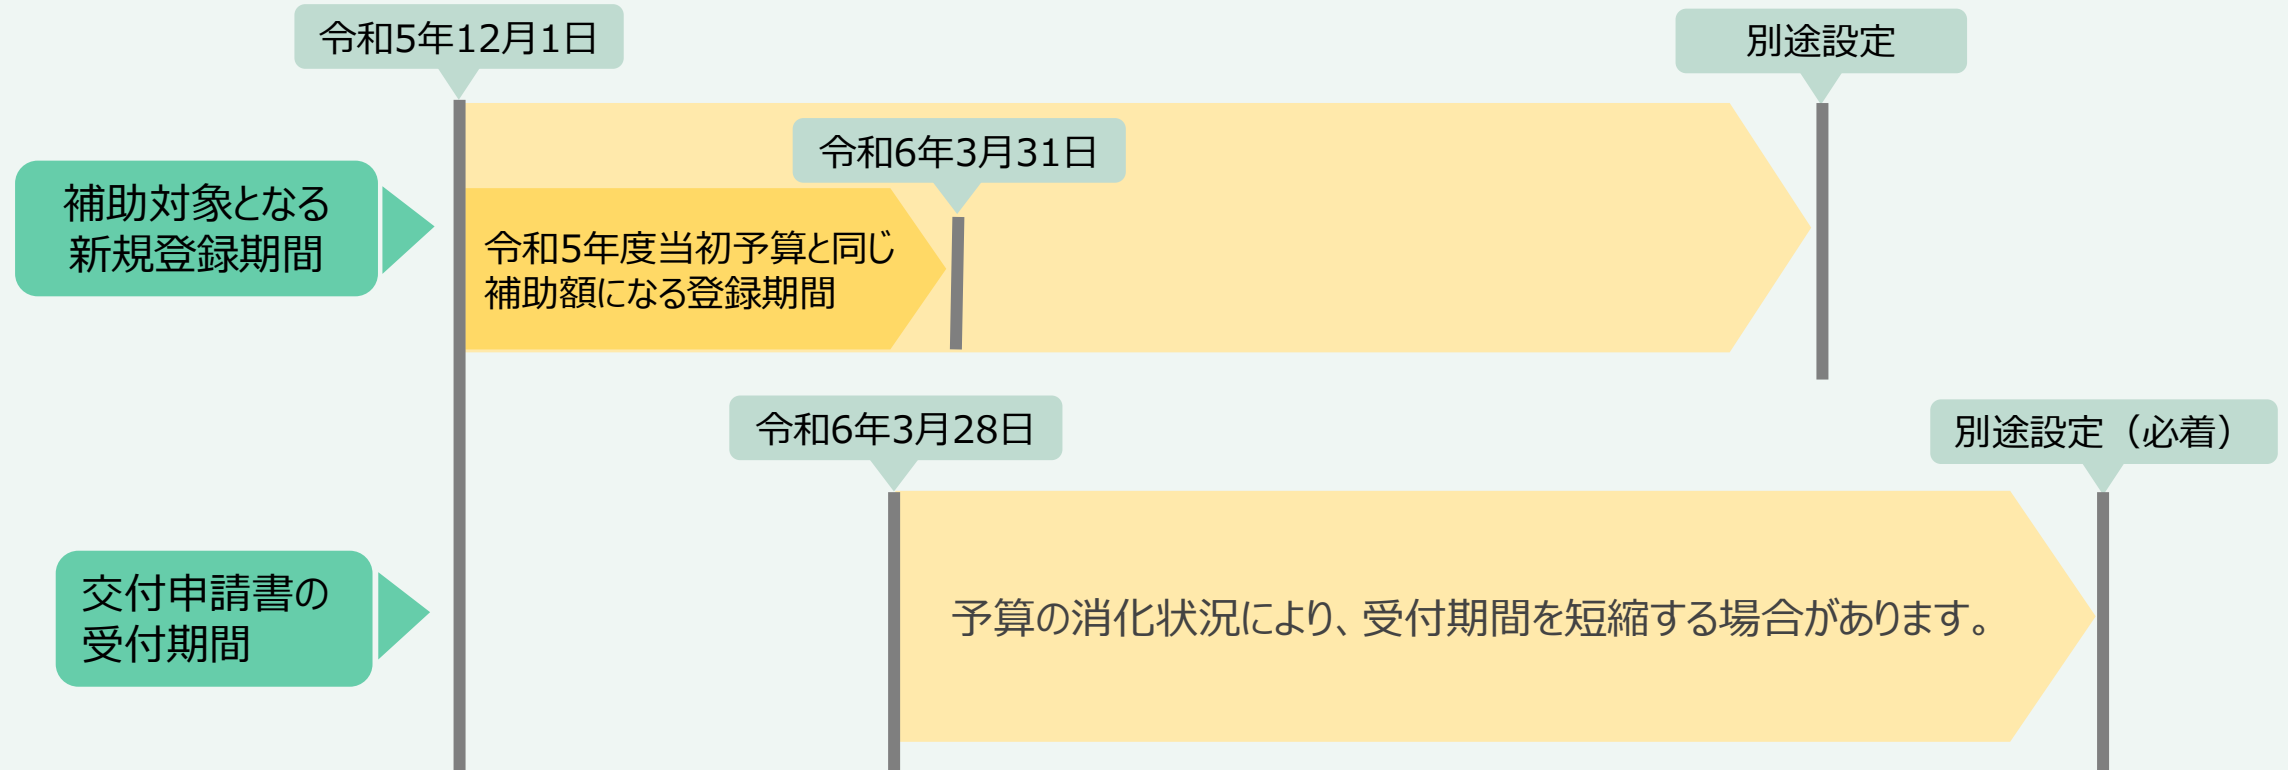 令和5年12月1日
別途設定
令和6年3月31日
補助対象となる
新規登録期間
令和5年度当初予算と同じ
補助額になる登録期間
令和6年3月28日
別途設定（必着）
交付申請書の
受付期間
予算の消化状況により、受付期間を短縮する場合があります。